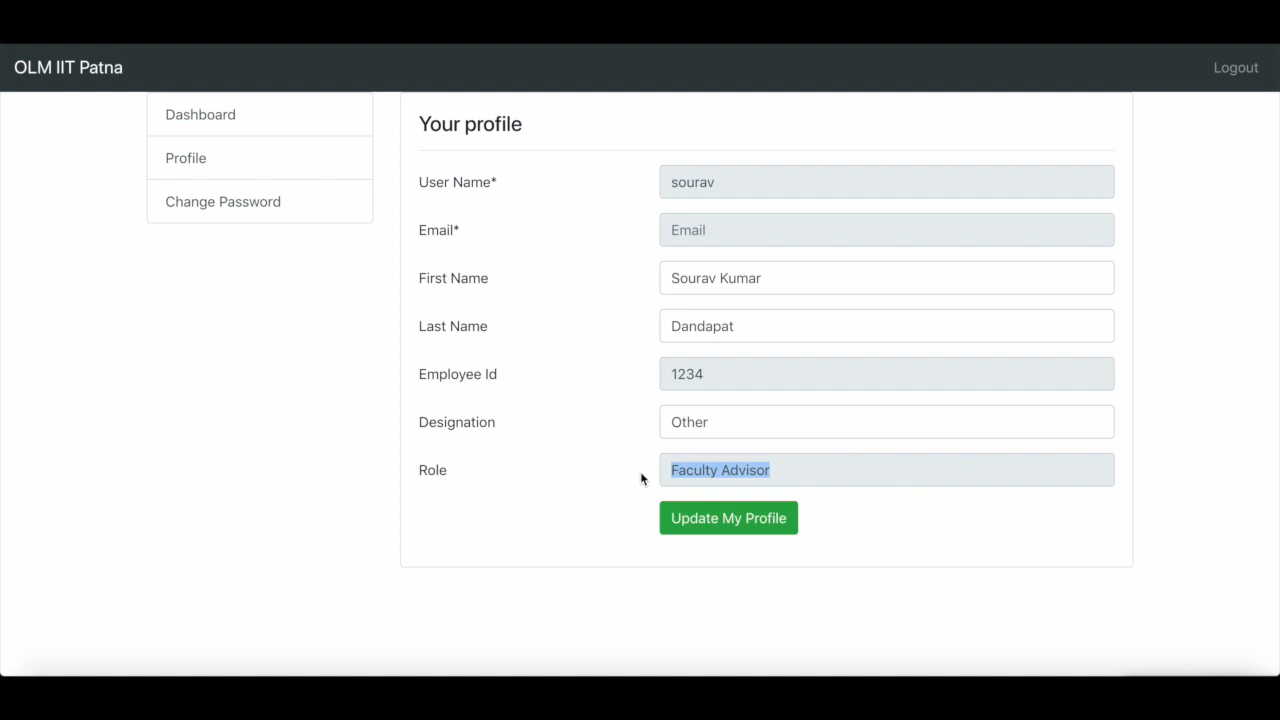 OLM IIT Patna
Logout
Dashboard
Profile
Change Password
Your profile
User Name* sourav
Email* Email
First Name Sourav Kumar
Last Name Dandapat
Employee Id 1234
Designation Other
Role Faculty Advisor
Update My Profile